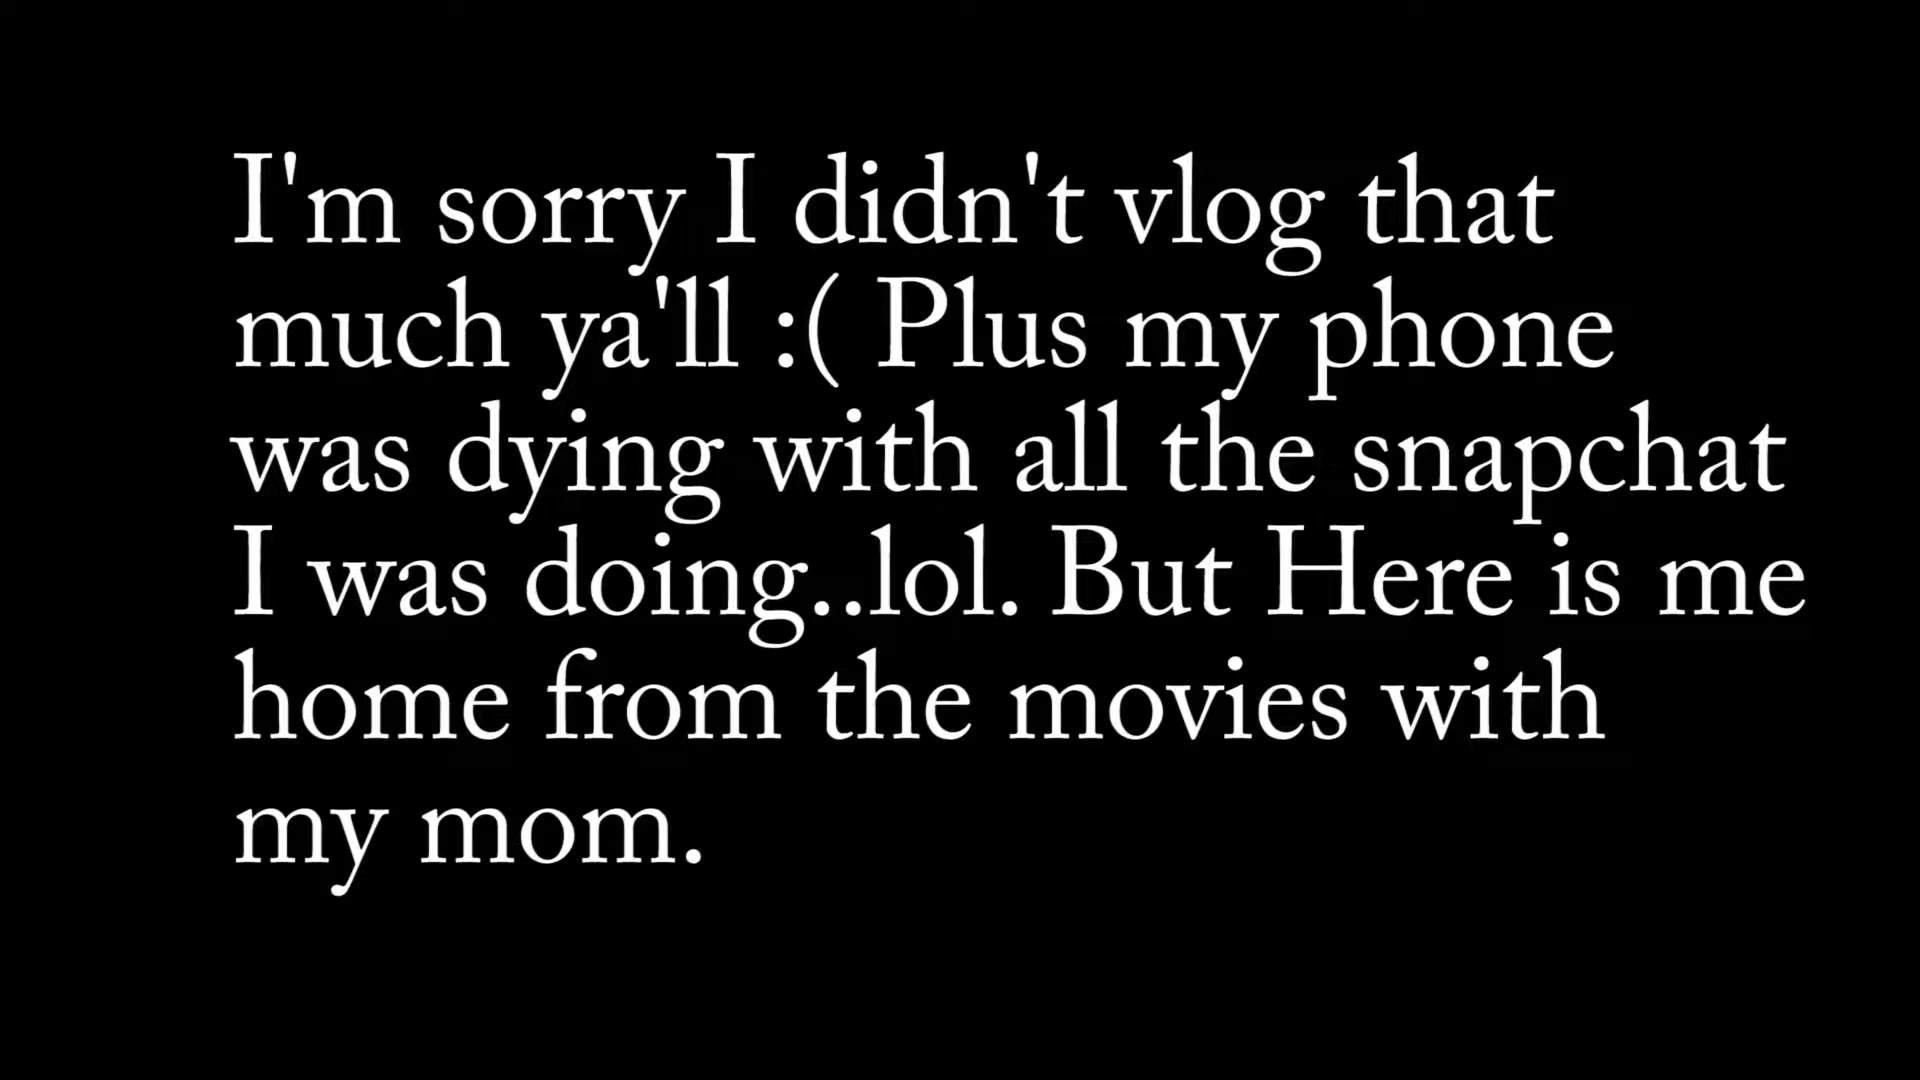 I'm sorry I didn't vlog that
much ya'll :( Plus my phone
was dying with all the snapchat
I was doing..lol. But Here is me
home from the movies with
my mom.